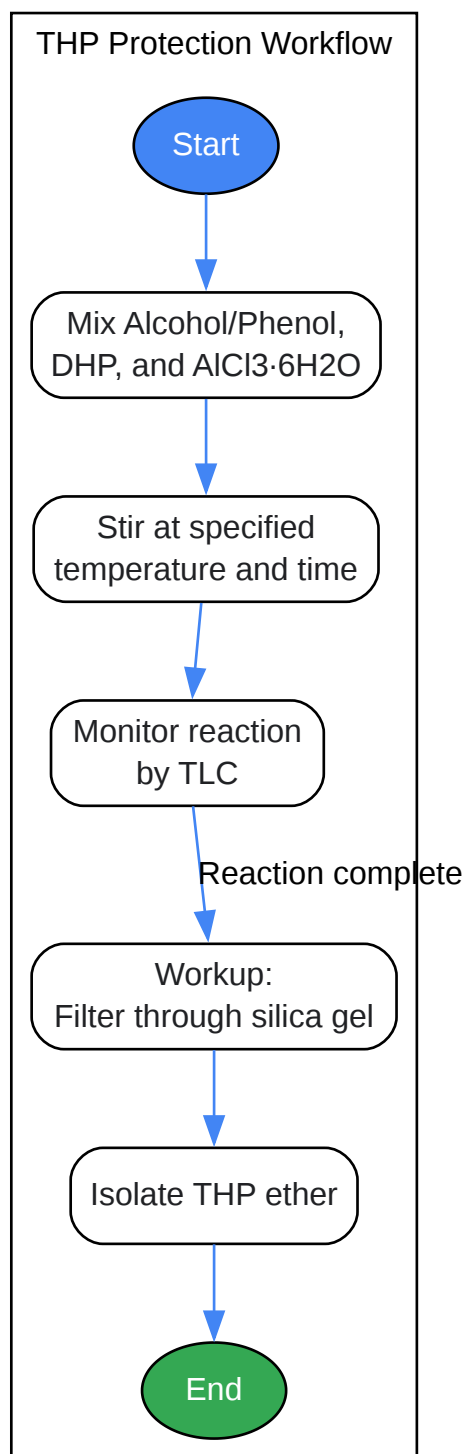 THP Protection Workflow
Start
Mix Alcohol/Phenol,
DHP, and AlCl3·6H2O
Stir at specified
temperature and time
Monitor reaction
by TLC
Reaction complete
Workup:
Filter through silica gel
Isolate THP ether
End